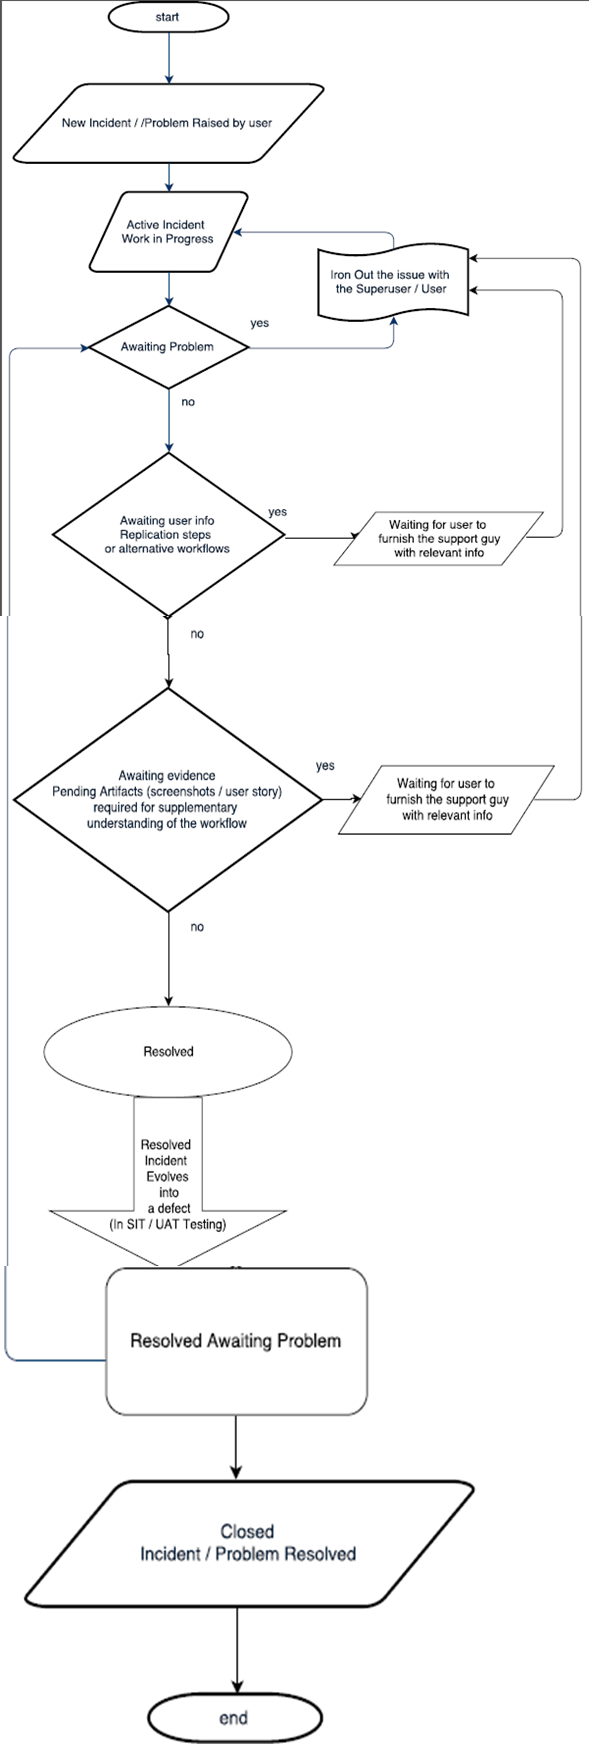 start
New Incident / /Problem Raised by user
Active Incident
Work in Progress
Iron Out the issue with
the Superuser / User
yes
Awaiting Problem
no
Awaiting user info
Replication steps
or alternative workflows
yes
Waiting for user to
furnish the support guy
with relevant info
no
Awaiting evidence
Pending Artifacts (screenshots / user story)
required for supplementary
understanding of the workflow
yes
Waiting for user to
furnish the support guy
with relevant info
no
Resolved
Resolved
Incident
Evolves
into
a defect
(In SIT / UAT Testing)
Resolved Awaiting Problem
Closed
Incident / Problem Resolved
end